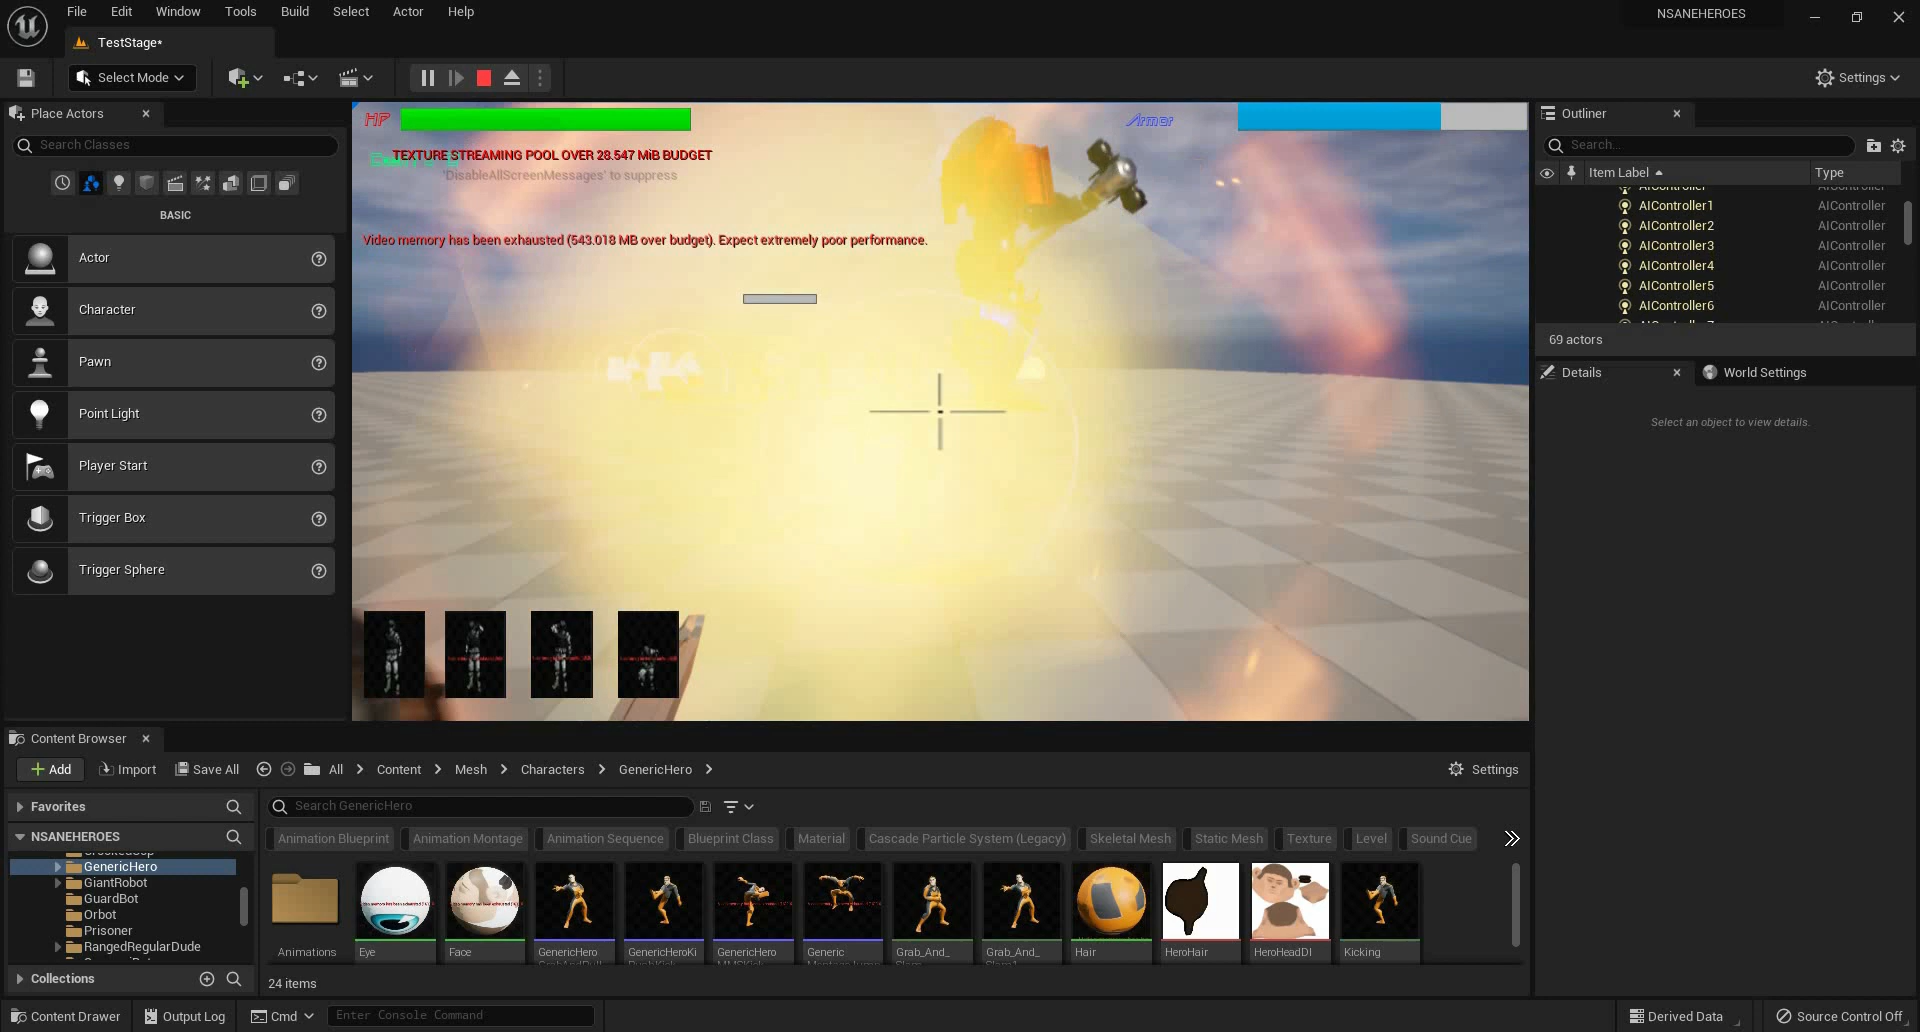 File Edit Window Tools Build Select Actor Help
NSANEHEROES
TestStage*
Select Mode
Settings
Place Actors
Search Classes
BASIC
Actor
Character
Pawn
Point Light
Player Start
Trigger Box
Trigger Sphere
HP
Armor
TEXTURE STREAMING POOL OVER 28.547 MiB BUDGET
'DisableAllScreenMessages' to suppress
Video memory has been exhausted (543.018 MB over budget). Expect extremely poor performance.
Outliner
Search...
Item Label Type
AIController1 AIController
AIController2 AIController
AIController3 AIController
AIController4 AIController
AIController5 AIController
AIController6 AIController
69 actors
Details
World Settings
Select an object to view details.
Content Browser
Add Import Save All All Content Mesh Characters GenericHero
Settings
Favorites
NSANEHEROES
GenericHero
GiantRobot
GuardBot
Orbot
Prisoner
RangedRegularDude
Collections
Search GenericHero
Animation Blueprint Animation Montage Animation Sequence Blueprint Class Material Cascade Particle System (Legacy) Skeletal Mesh Static Mesh Texture Level Sound Cue
Animations Eye Face GenericHero GenericHeroKi GenericHero Generic Grab_And_ Grab_And_ Hair HeroHair HeroHeadDI Kicking
24 items
Content Drawer Output Log Cmd Enter Console Command
Derived Data Source Control Off